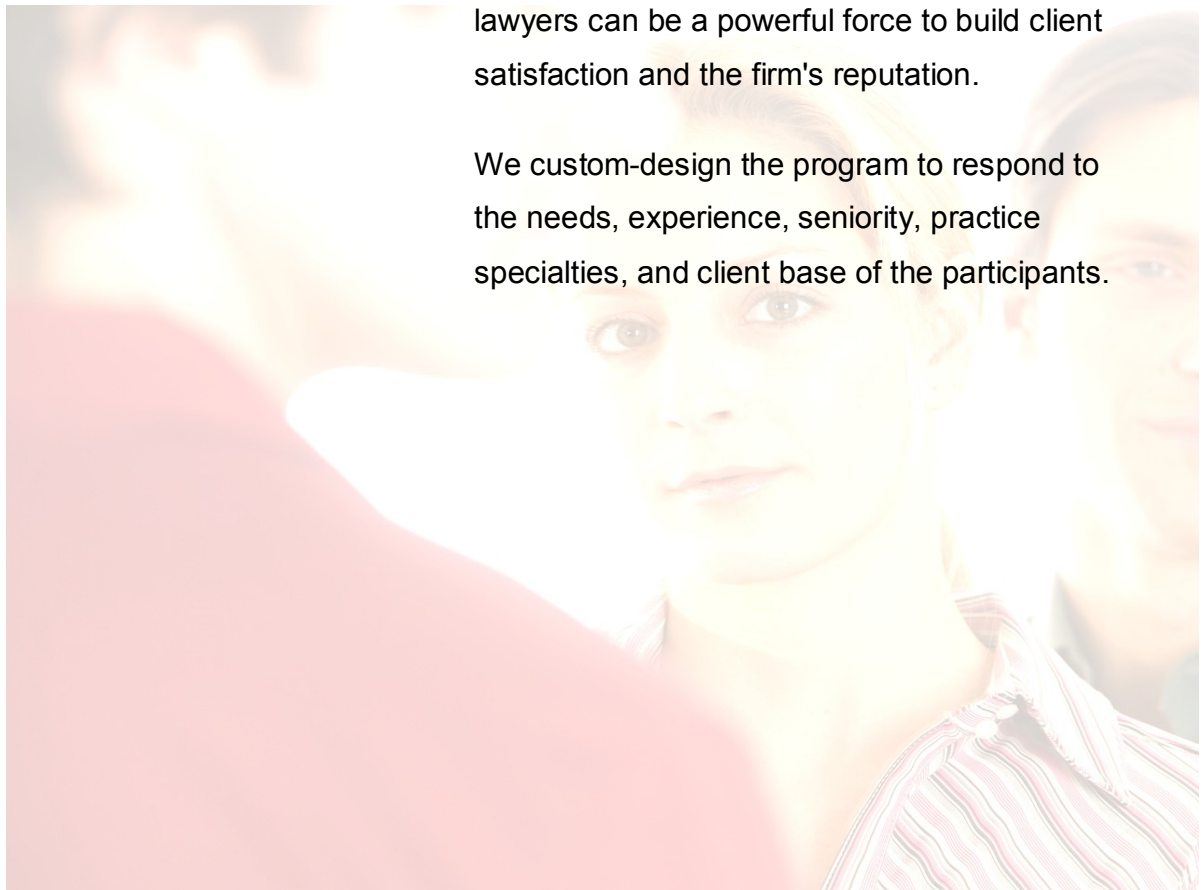 lawyers can be a powerful force to build client
satisfaction and the firm's reputation.
We custom-design the program to respond to
the needs, experience, seniority, practice
specialties, and client base of the participants.